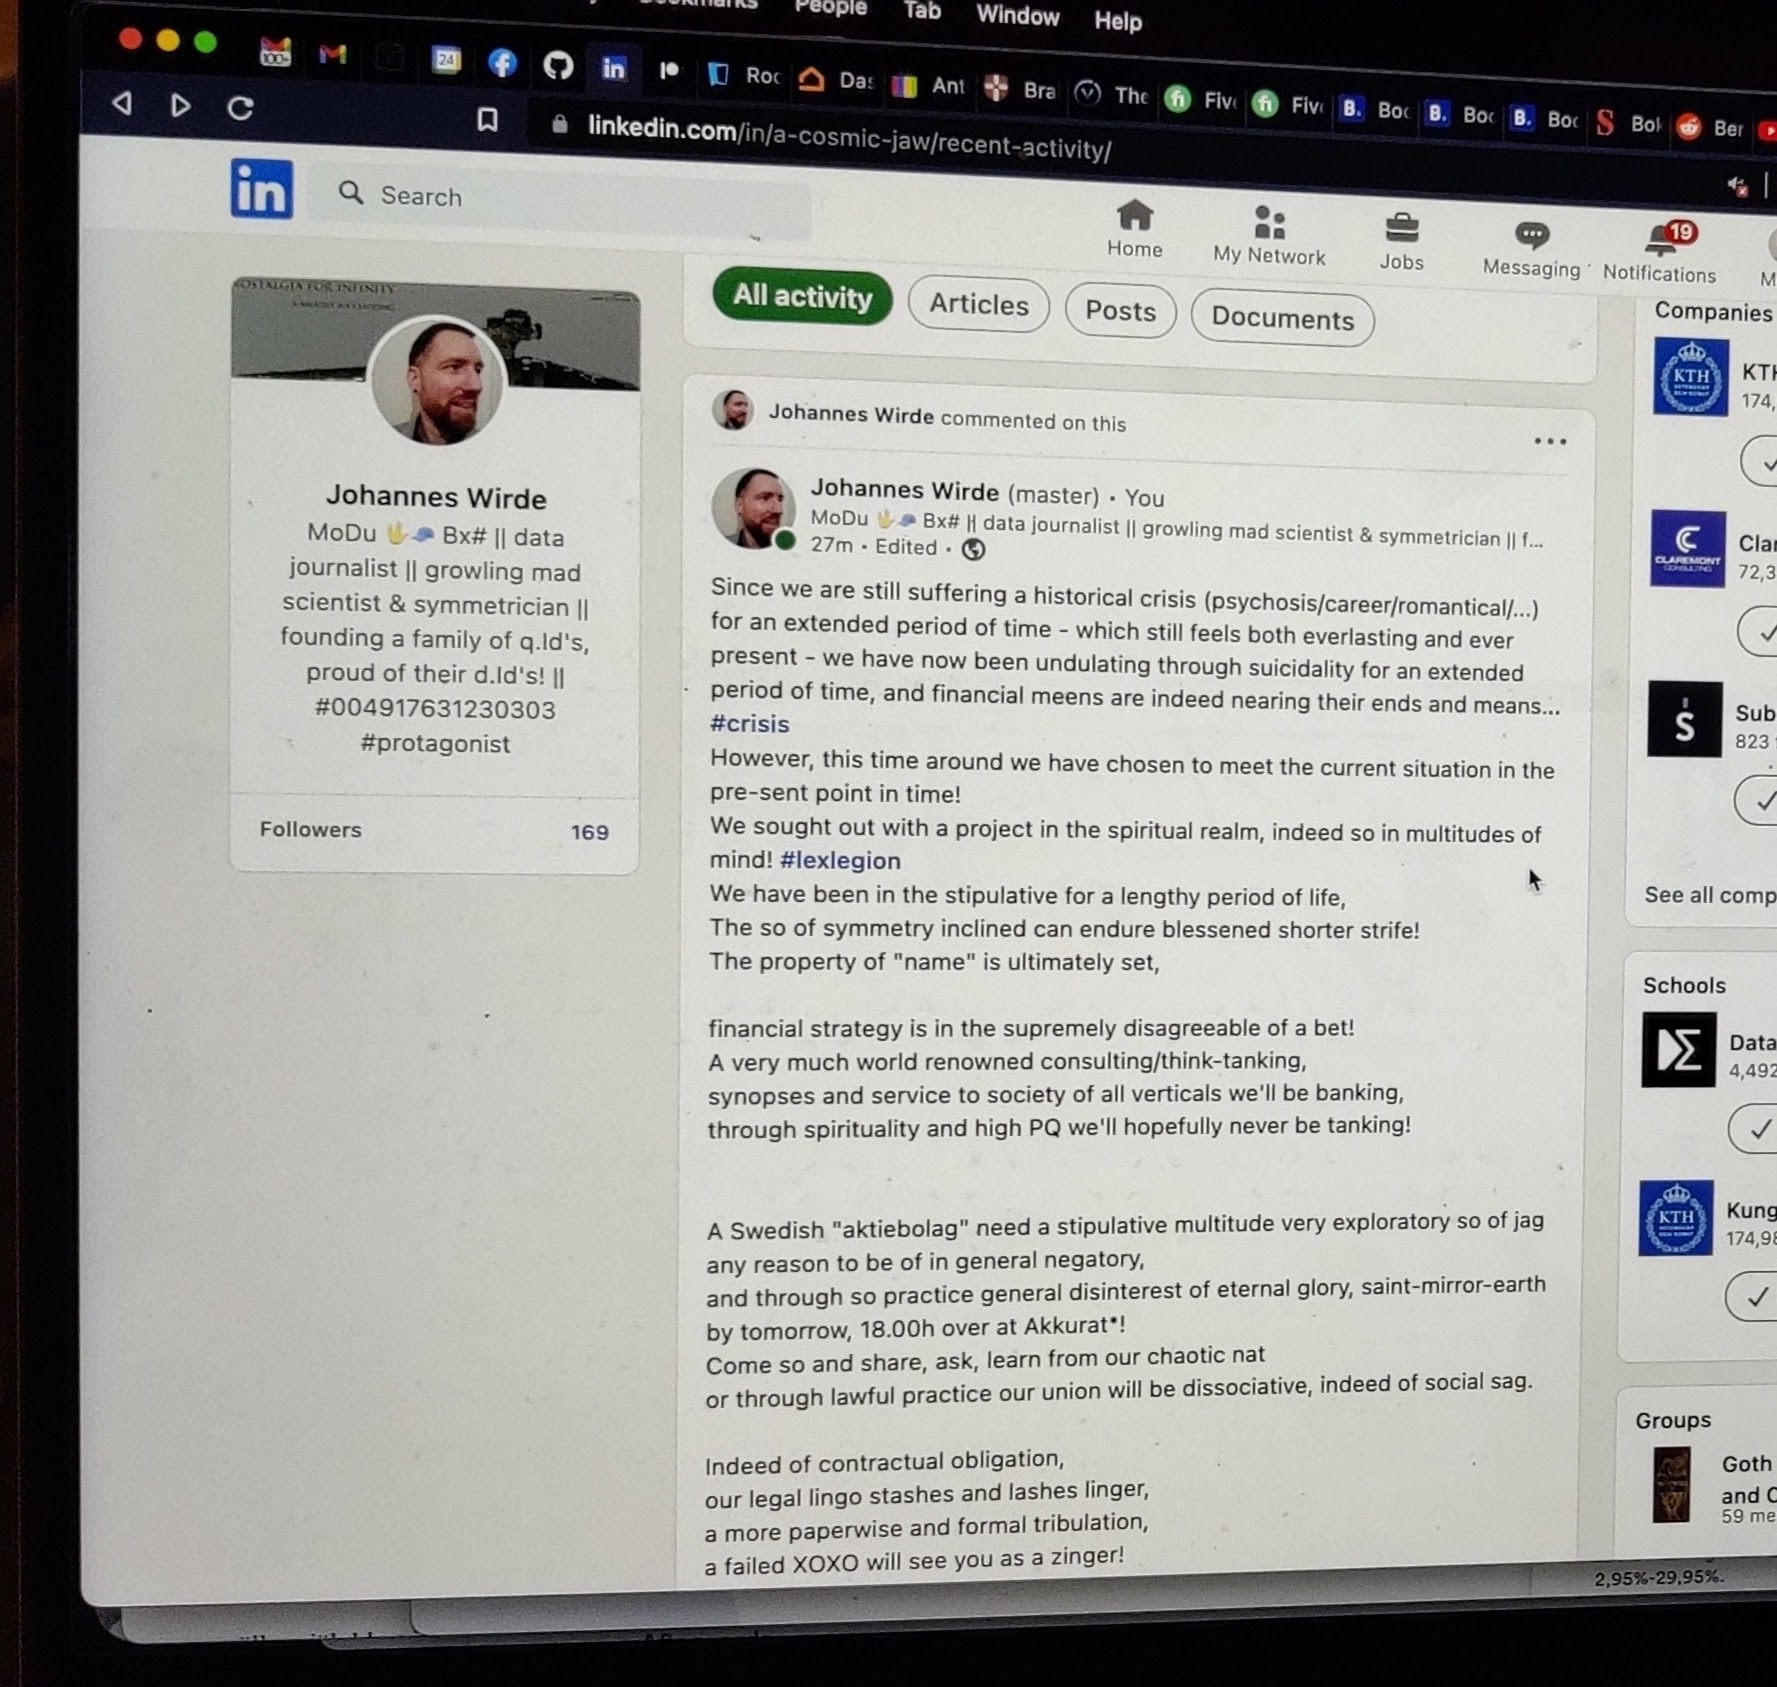 People Tab Window Help
100+
24
Roc
Das
Ant
Bra
The
Five
Five
B. Boo
B. Boo
B. Boo
S Bok
Ber
linkedin.com/in/a-cosmic-jaw/recent-activity/
in
Search
Home
My Network
Jobs
Messaging
19
Notifications
M
NOSTALGIA FOR INFINITY
Johannes Wirde
MoDu 🖖🧢 Bx# || data
journalist || growling mad
scientist & symmetrician ||
founding a family of q.Id's,
proud of their d.Id's! ||
#004917631230303
#protagonist
Followers 169
All activity
Articles
Posts
Documents
Johannes Wirde commented on this
Johannes Wirde (master) • You
MoDu 🖖🧢 Bx# || data journalist || growling mad scientist & symmetrician || f...
27m • Edited •
Since we are still suffering a historical crisis (psychosis/career/romantical/...)
for an extended period of time - which still feels both everlasting and ever
present - we have now been undulating through suicidality for an extended
period of time, and financial meens are indeed nearing their ends and means...
#crisis
However, this time around we have chosen to meet the current situation in the
pre-sent point in time!
We sought out with a project in the spiritual realm, indeed so in multitudes of
mind! #lexlegion
We have been in the stipulative for a lengthy period of life,
The so of symmetry inclined can endure blessened shorter strife!
The property of "name" is ultimately set,
financial strategy is in the supremely disagreeable of a bet!
A very much world renowned consulting/think-tanking,
synopses and service to society of all verticals we'll be banking,
through spirituality and high PQ we'll hopefully never be tanking!
A Swedish "aktiebolag" need a stipulative multitude very exploratory so of jag
any reason to be of in general negatory,
and through so practice general disinterest of eternal glory, saint-mirror-earth
by tomorrow, 18.00h over at Akkurat*!
Come so and share, ask, learn from our chaotic nat
or through lawful practice our union will be dissociative, indeed of social sag.
Indeed of contractual obligation,
our legal lingo stashes and lashes linger,
a more paperwise and formal tribulation,
a failed XOXO will see you as a zinger!
Companies
KTH
KTH
174,
CLAREMONT
CONSULTING
Clar
72,3
Sub
823
See all comp
Schools
Data
4,492
KTH
Kung
174,98
Groups
Goth
and C
59 me
2,95%-29,95%.